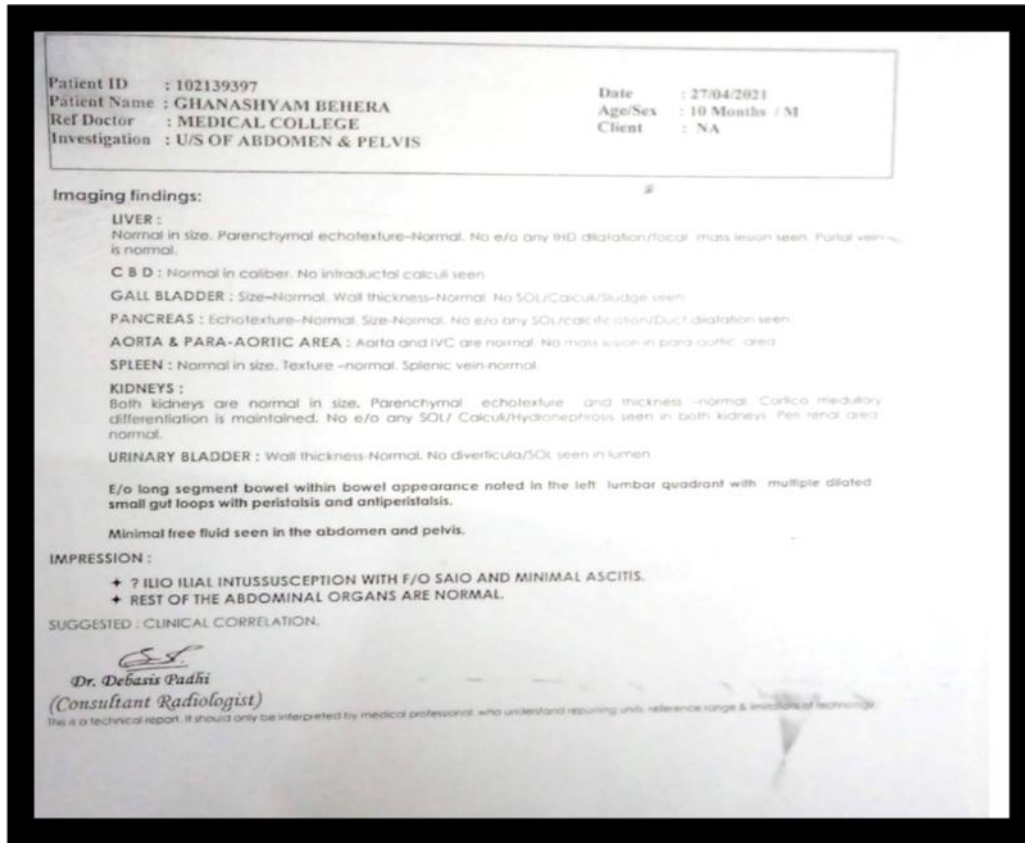 Patient ID : 102139397
Patient Name : GHANASHYAM BEHERA
Ref Doctor : MEDICAL COLLEGE
Investigation : U/S OF ABDOMEN & PELVIS
Date : 27/04/2021
Age/Sex : 10 Months / M
Client : NA
Imaging findings:
LIVER :
Normal in size. Parenchymal echotexture–Normal. No e/o any IHD dilatation/focal mass lesion seen. Portal vein
is normal.
C B D : Normal in caliber. No intraductal calculi seen
GALL BLADDER : Size–Normal. Wall thickness–Normal. No SOL/Calculi/Sludge seen
PANCREAS : Echotexture–Normal. Size-Normal. No e/o any SOL/calcification/Duct dilatation seen.
AORTA & PARA-AORTIC AREA : Aorta and IVC are normal. No mass lesion in para-aortic area
SPLEEN : Normal in size. Texture –normal. Splenic vein-normal.
KIDNEYS :
Both kidneys are normal in size. Parenchymal echotexture and thickness -normal. Cortico medullary
differentiation is maintained. No e/o any SOL/ Calculi/Hydronephrosis seen in both kidneys. Peri renal area
normal.
URINARY BLADDER : Wall thickness-Normal. No diverticula/SOL seen in lumen.
E/o long segment bowel within bowel appearance noted in the left lumbar quadrant with multiple dilated
small gut loops with peristalsis and antiperistalsis.
Minimal free fluid seen in the abdomen and pelvis.
IMPRESSION :
+ ? ILIO ILIAL INTUSSUSCEPTION WITH F/O SAIO AND MINIMAL ASCITIS.
+ REST OF THE ABDOMINAL ORGANS ARE NORMAL.
SUGGESTED : CLINICAL CORRELATION.
Dr. Debasis Padhi
(Consultant Radiologist)
This is a technical report. It should only be interpreted by medical professional who understand reporting units reference range & limitations of technology.